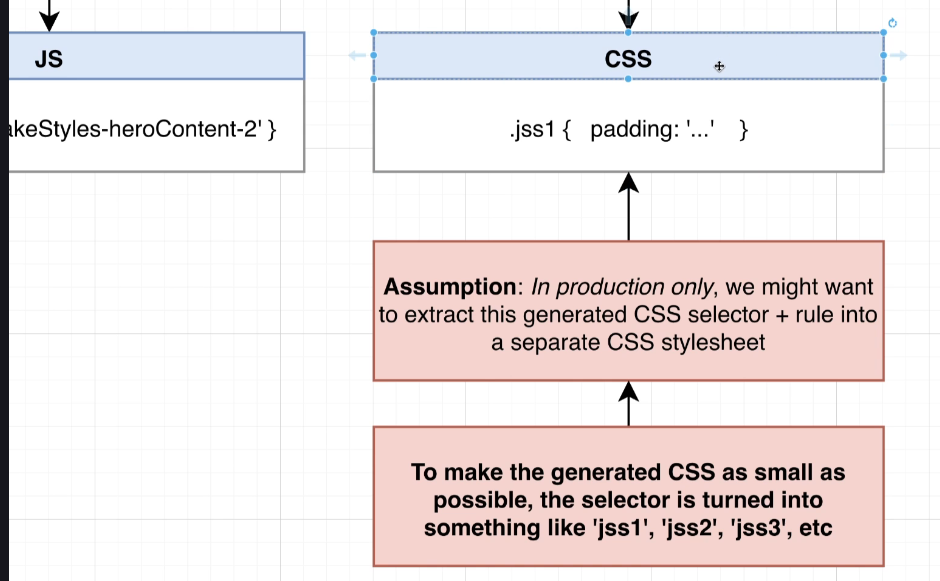 JS
CSS
akeStyles-heroContent-2' }
.jss1 { padding: '...' }
Assumption: In production only, we might want
to extract this generated CSS selector + rule into
a separate CSS stylesheet
To make the generated CSS as small as
possible, the selector is turned into
something like 'jss1', 'jss2', 'jss3', etc